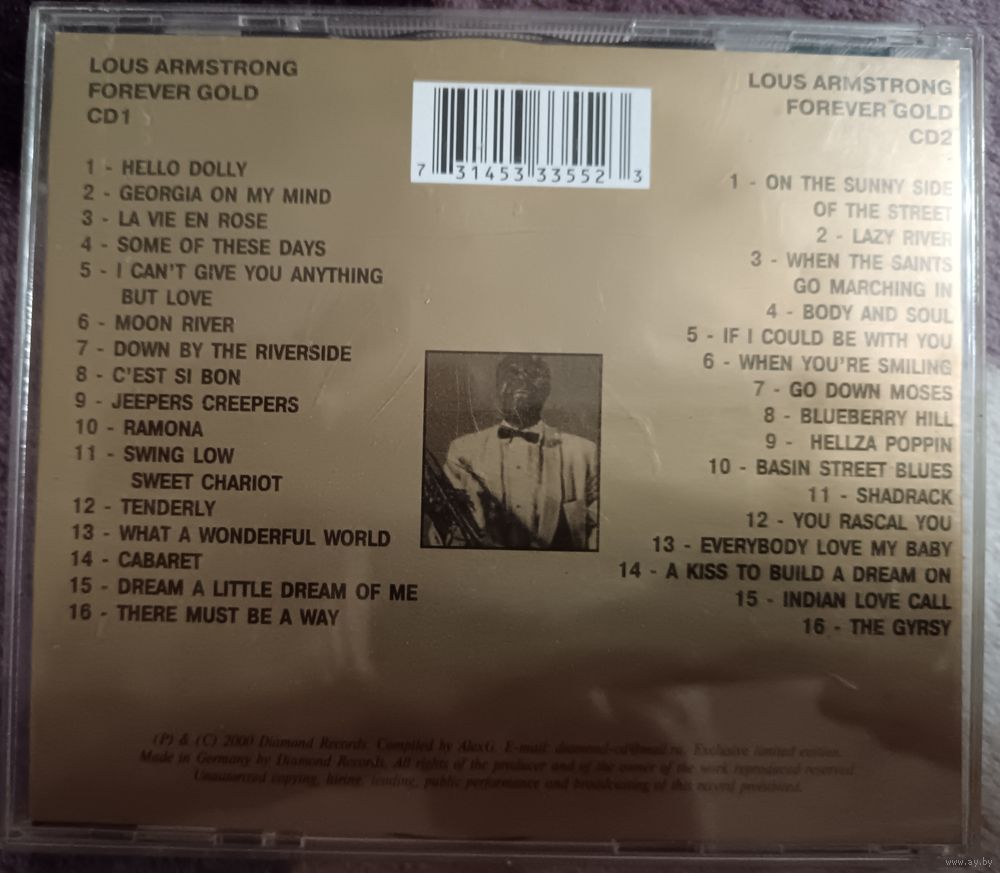 LOUS ARMSTRONG
FOREVER GOLD
CD1
1 - HELLO DOLLY
2 - GEORGIA ON MY MIND
3 - LA VIE EN ROSE
4 - SOME OF THESE DAYS
5 - I CAN'T GIVE YOU ANYTHING
BUT LOVE
6 - MOON RIVER
7 - DOWN BY THE RIVERSIDE
8 - C'EST SI BON
9 - JEEPERS CREEPERS
10 - RAMONA
11 - SWING LOW
SWEET CHARIOT
12 - TENDERLY
13 - WHAT A WONDERFUL WORLD
14 - CABARET
15 - DREAM A LITTLE DREAM OF ME
16 - THERE MUST BE A WAY
7 31453 33552 3
LOUS ARMSTRONG
FOREVER GOLD
CD2
1 - ON THE SUNNY SIDE
OF THE STREET
2 - LAZY RIVER
3 - WHEN THE SAINTS
GO MARCHING IN
4 - BODY AND SOUL
5 - IF I COULD BE WITH YOU
6 - WHEN YOU'RE SMILING
7 - GO DOWN MOSES
8 - BLUEBERRY HILL
9 - HELLZA POPPIN
10 - BASIN STREET BLUES
11 - SHADRACK
12 - YOU RASCAL YOU
13 - EVERYBODY LOVE MY BABY
14 - A KISS TO BUILD A DREAM ON
15 - INDIAN LOVE CALL
16 - THE GYRSY
(P) & (C) 2000 Diamond Records. Compiled by AlexG. E-mail: Exclusive limited edition.
Made in Germany by Diamond Records. All rights of the producer and of the owner of the work reproduced reserved.
Unautorized copying, hiring, lending, public performance and broadcasting of this record prohibited.
www.ay.by